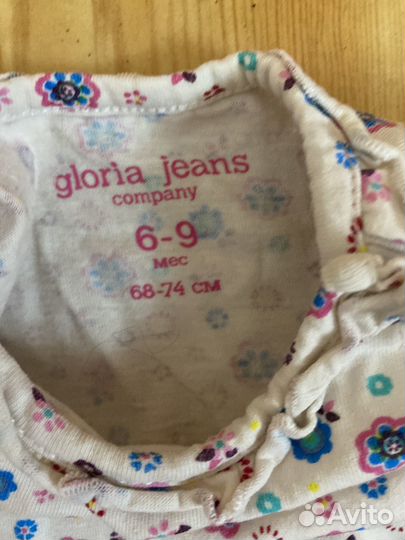 gloria jeans
company
6-9
мес
68-74 см
Avito